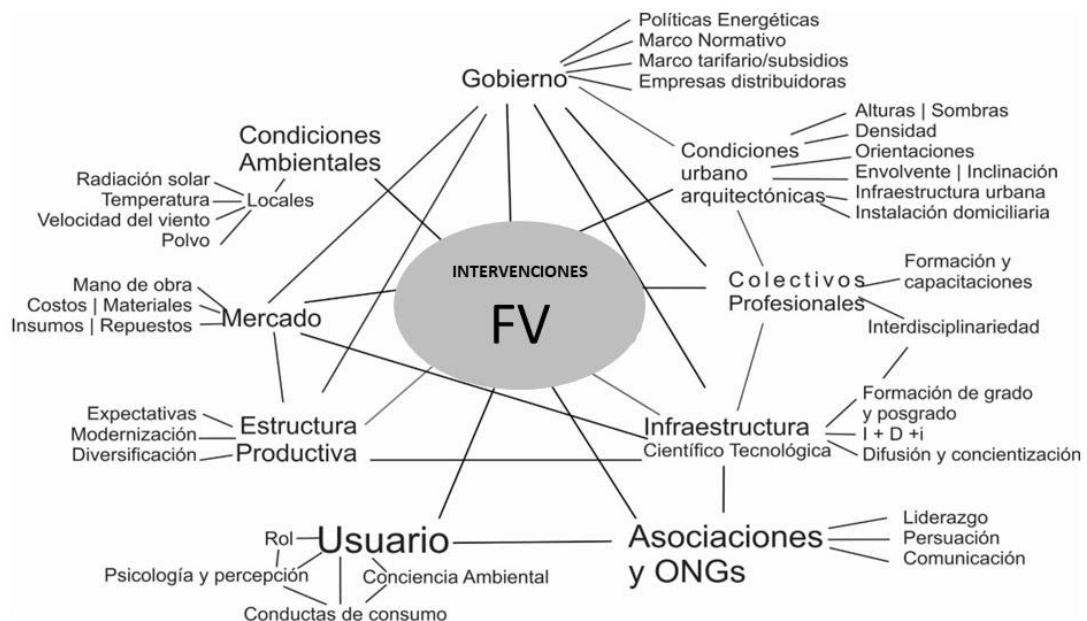 Políticas Energéticas
Marco Normativo
Marco tarifario/subsidios
Empresas distribuidoras
Gobierno
Condiciones
Ambientales
Locales
Radiación solar
Temperatura
Velocidad del viento
Polvo
Condiciones
urbano
arquitectónicas
Alturas | Sombras
Densidad
Orientaciones
Envolvente | Inclinación
Infraestructura urbana
Instalación domiciliaria
INTERVENCIONES
FV
Colectivos
Profesionales
Formación y
capacitaciones
Interdisciplinariedad
Mano de obra
Costos | Materiales
Insumos | Repuestos
Mercado
Expectativas
Modernización
Diversificación
Estructura
Productiva
Infraestructura
Científico Tecnológica
Formación de grado
y posgrado
I + D +i
Difusión y concientización
Usuario
Rol
Psicología y percepción
Conciencia Ambiental
Conductas de consumo
Asociaciones
y ONGs
Liderazgo
Persuación
Comunicación